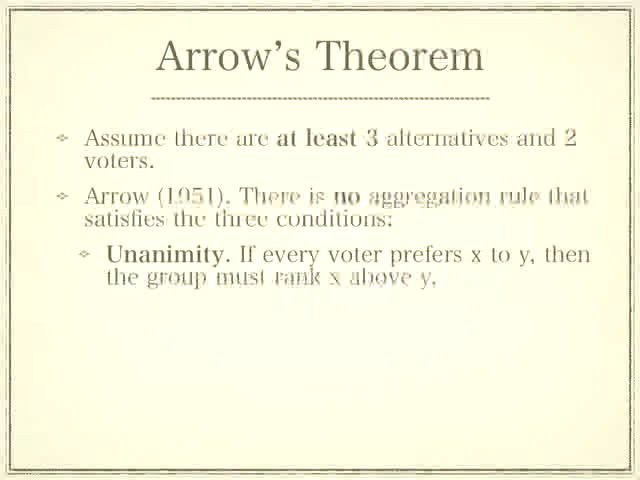 Arrow's Theorem
Assume there are at least 3 alternatives and 2
voters.
Arrow (1951). There is no aggregation rule that
satisfies the three conditions:
Unanimity. If every voter prefers x to y, then
the group must rank x above y.